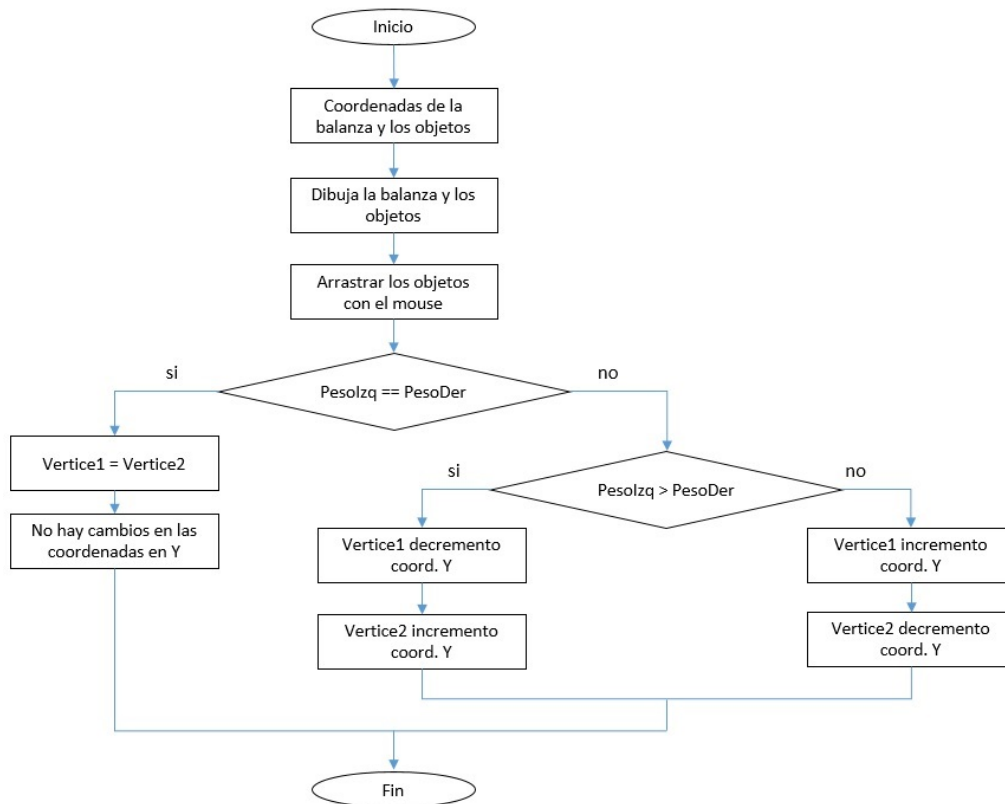 Inicio
Coordenadas de la
balanza y los objetos
Dibuja la balanza y los
objetos
Arrastrar los objetos
con el mouse
si
PesoIzq == PesoDer
no
Vertice1 = Vertice2
No hay cambios en las
coordenadas en Y
si
PesoIzq > PesoDer
no
Vertice1 decremento
coord. Y
Vertice2 incremento
coord. Y
Vertice1 incremento
coord. Y
Vertice2 decremento
coord. Y
Fin